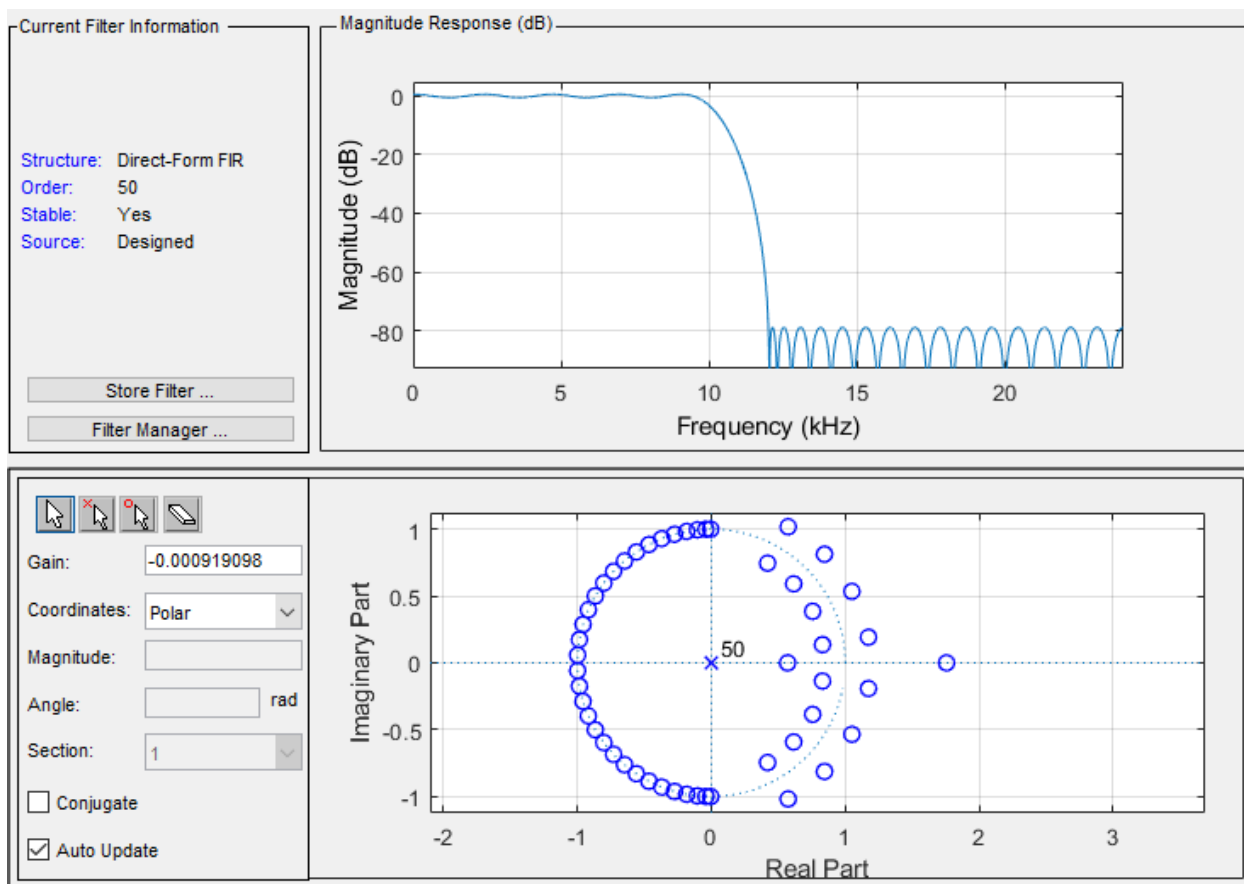 Current Filter Information
Structure: Direct-Form FIR
Order: 50
Stable: Yes
Source: Designed
Store Filter ...
Filter Manager ...
Magnitude Response (dB)
Magnitude (dB)
0
-20
-40
-60
-80
0 5 10 15 20
Frequency (kHz)
Gain: -0.000919098
Coordinates: Polar
Magnitude:
Angle: rad
Section: 1
Conjugate
Auto Update
Imaginary Part
1
0.5
0
-0.5
-1
50
-2 -1 0 1 2 3
Real Part